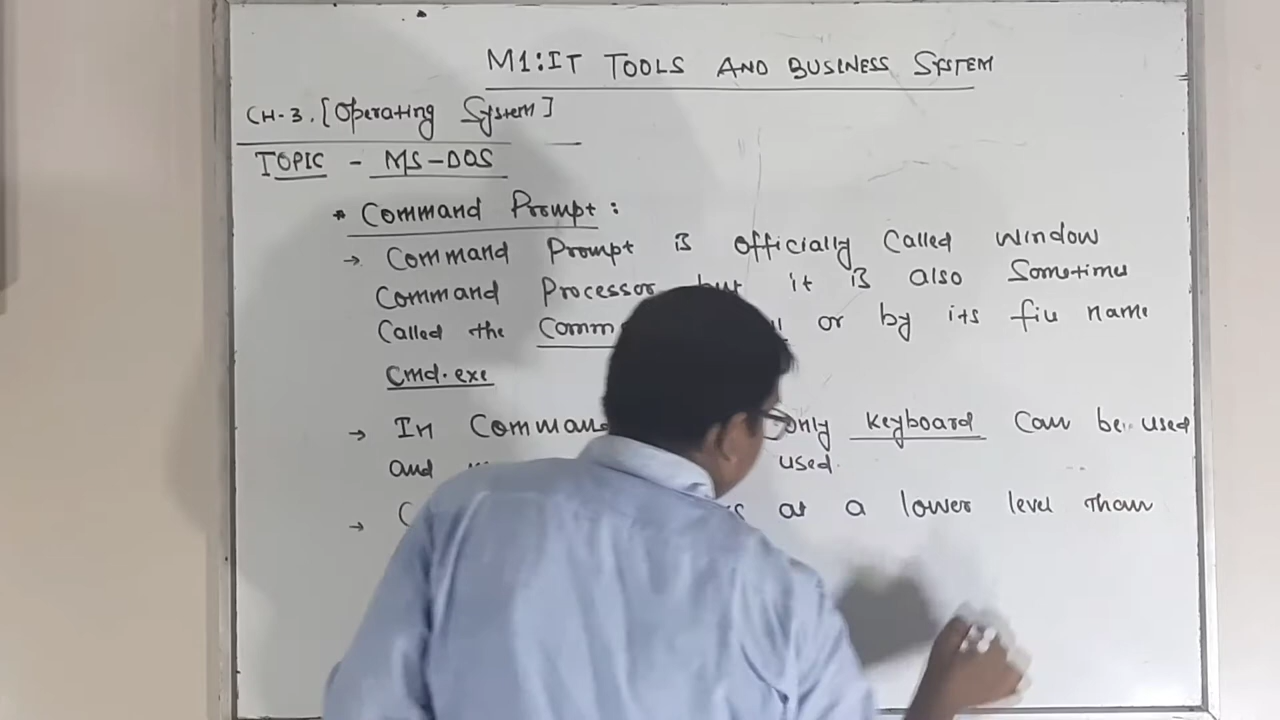 M1:IT TOOLS AND BUSINESS SYSTEM
CH-3. [Operating System]
TOPIC - MS-DOS
* Command Prompt :
→ Command Prompt is officially Called Window
Command Processor but it is also Sometimes
Called the or by its file name
Cmd.exe
→ In only keyboard Can be used
and used.
→ at a lower level than